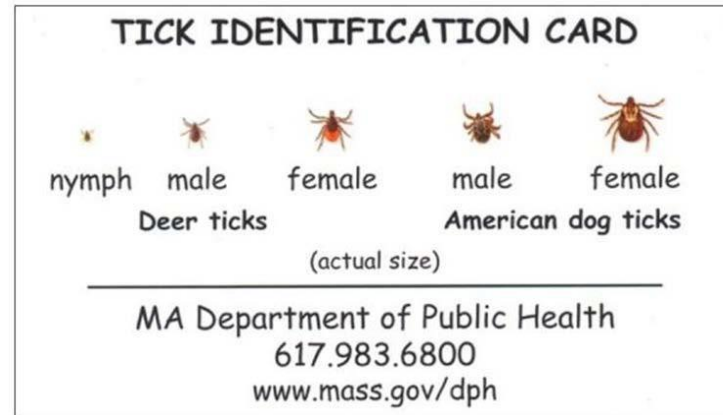 TICK IDENTIFICATION CARD
nymph male female male female
Deer ticks American dog ticks
(actual size)
MA Department of Public Health
617.983.6800
www.mass.gov/dph